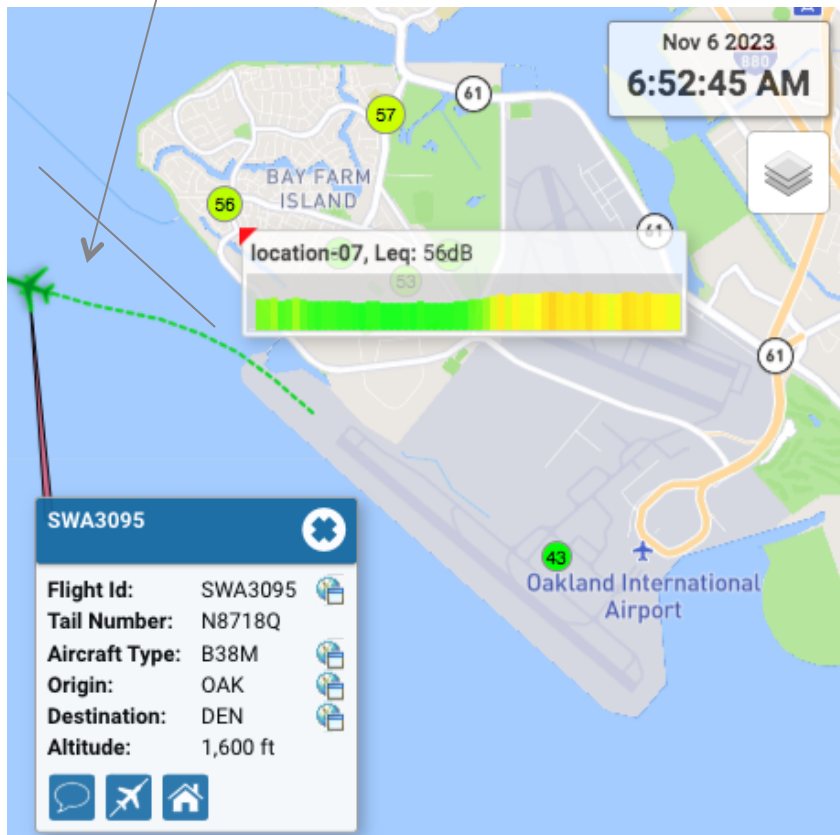 Nov 6 2023
880
6:52:45 AM
61
57
BAY FARM
ISLAND
56
61
location-07, Leq: 56dB
53
61
SWA3095
43
Oakland International
Airport
Flight Id: SWA3095
Tail Number: N8718Q
Aircraft Type: B38M
Origin: OAK
Destination: DEN
Altitude: 1,600 ft